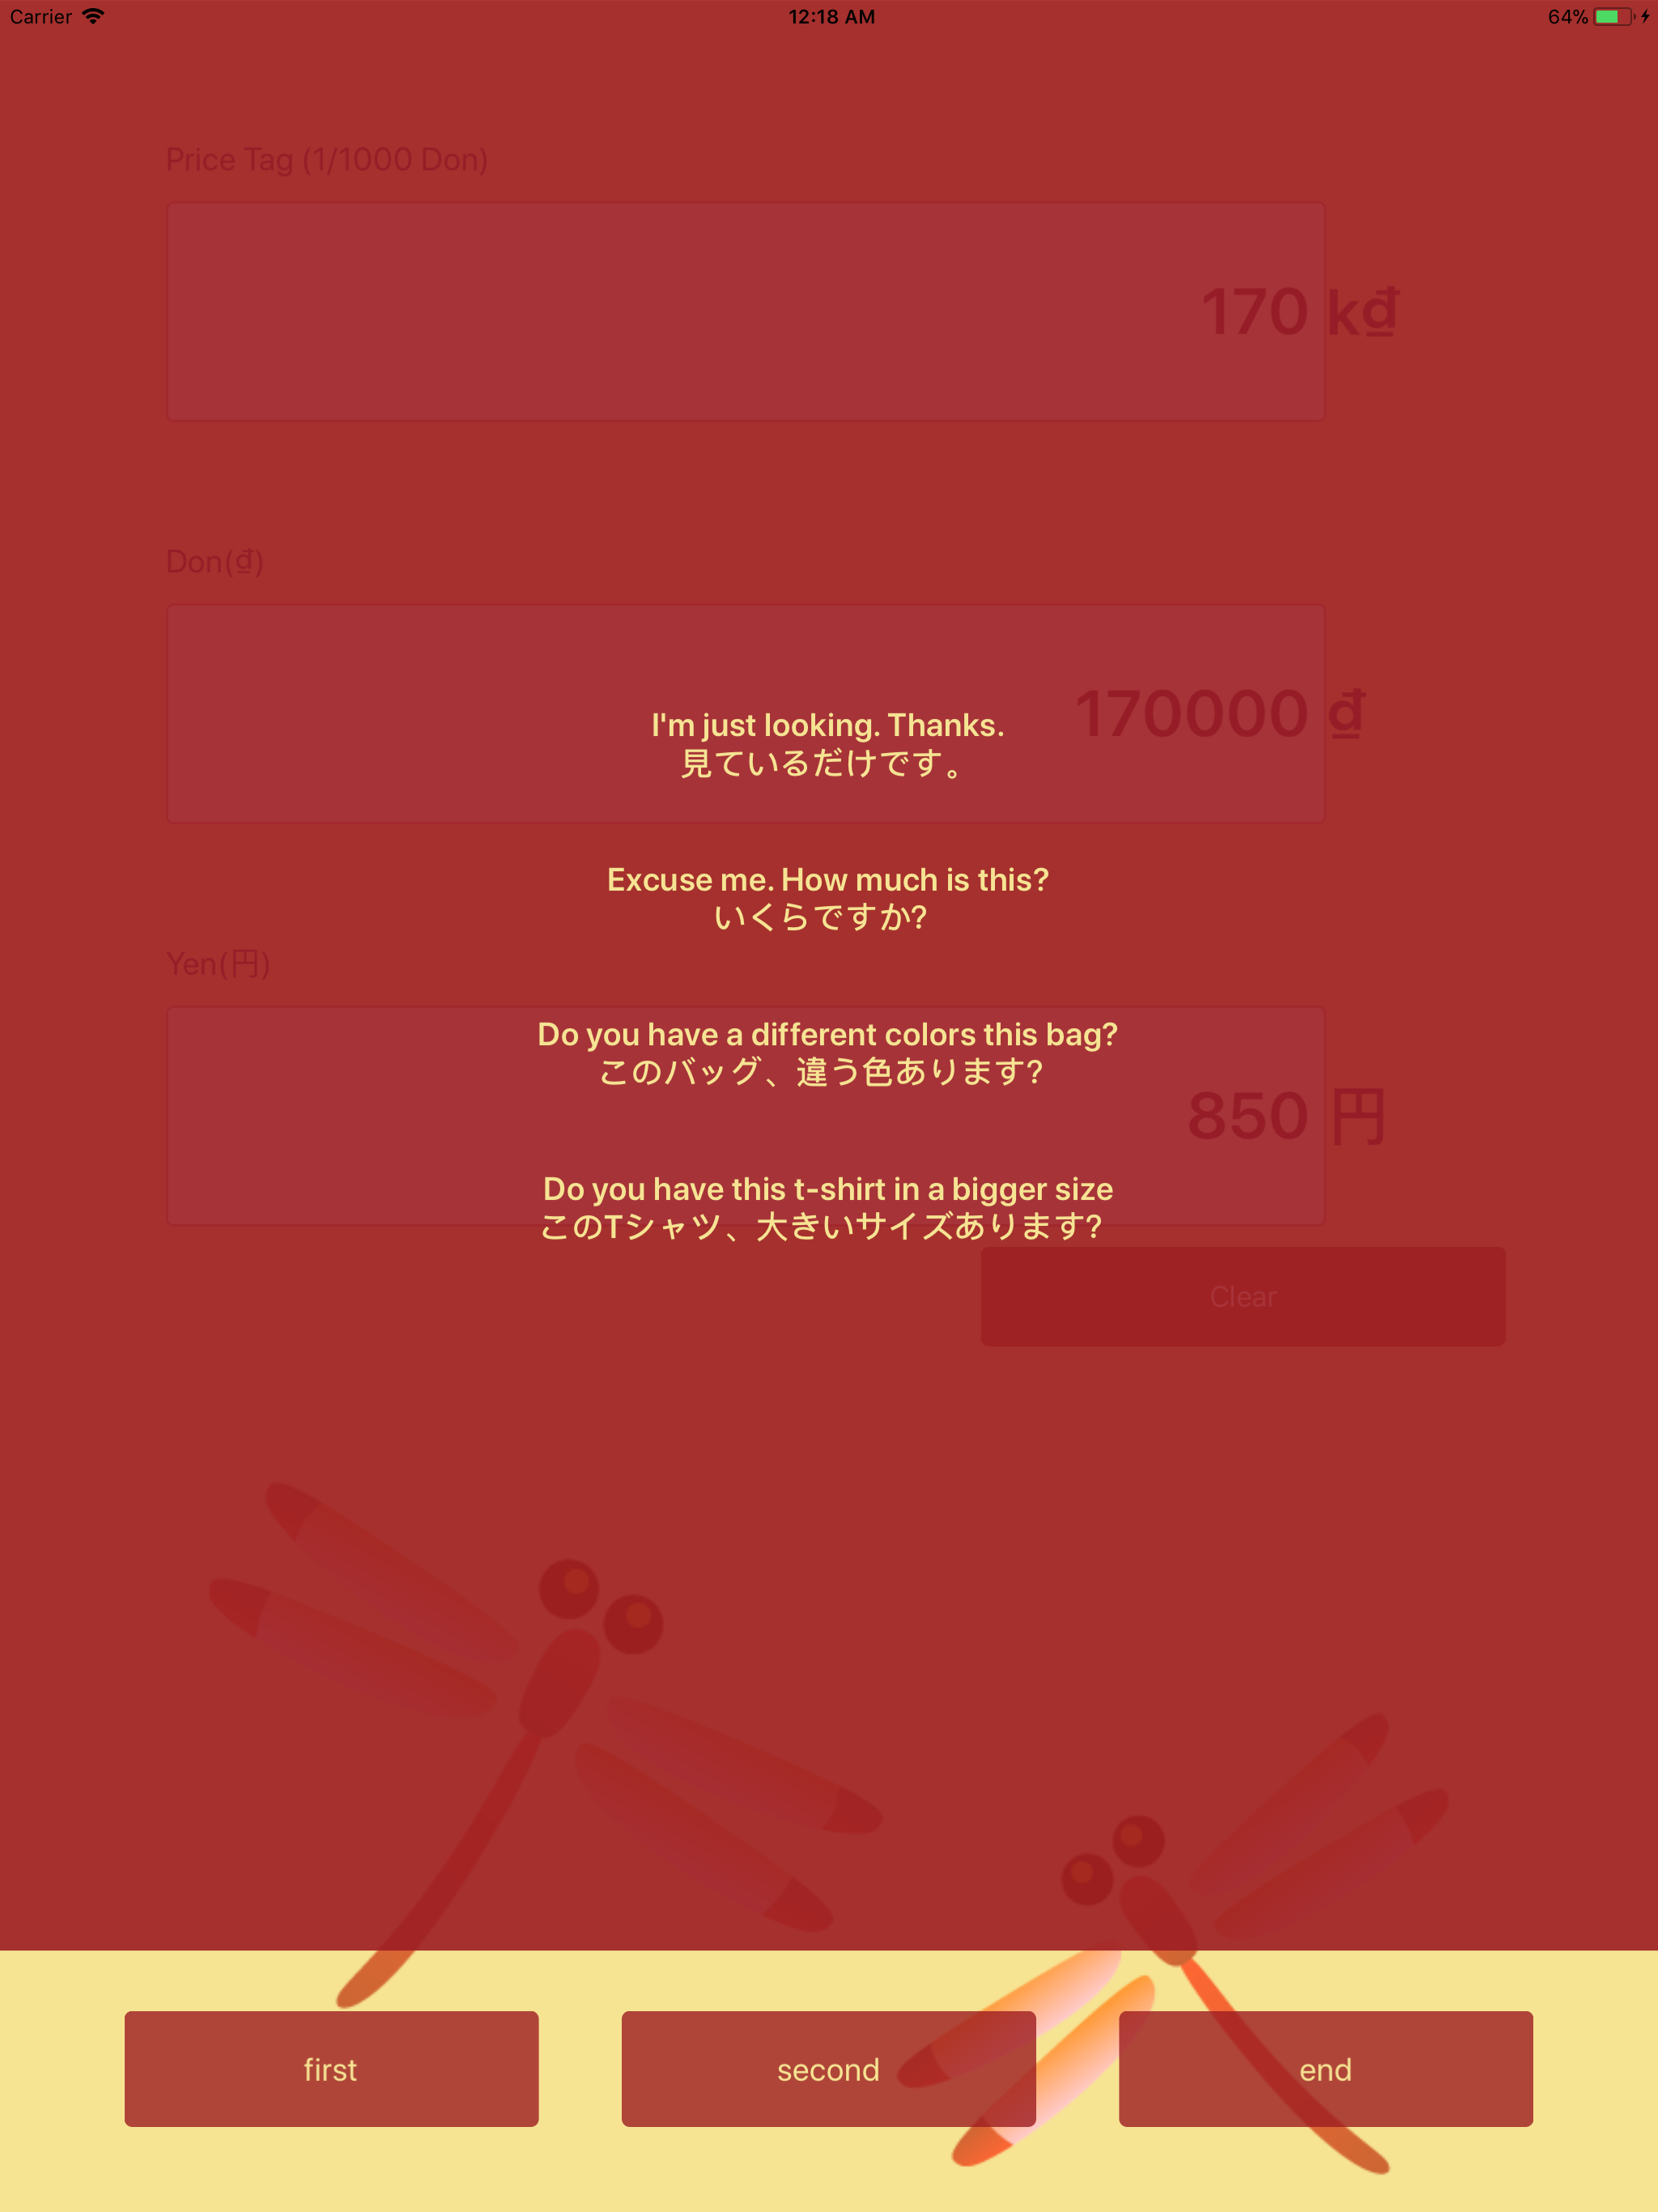 Carrier 12:18 AM 64%
Price Tag (1/1000 Don)
170 k₫
Don(₫)
170000 ₫
I'm just looking. Thanks.
見ているだけです。
Excuse me. How much is this?
いくらですか?
Yen(円)
Do you have a different colors this bag?
このバッグ、違う色あります?
850 円
Do you have this t-shirt in a bigger size
このTシャツ、大きいサイズあります?
Clear
first second end